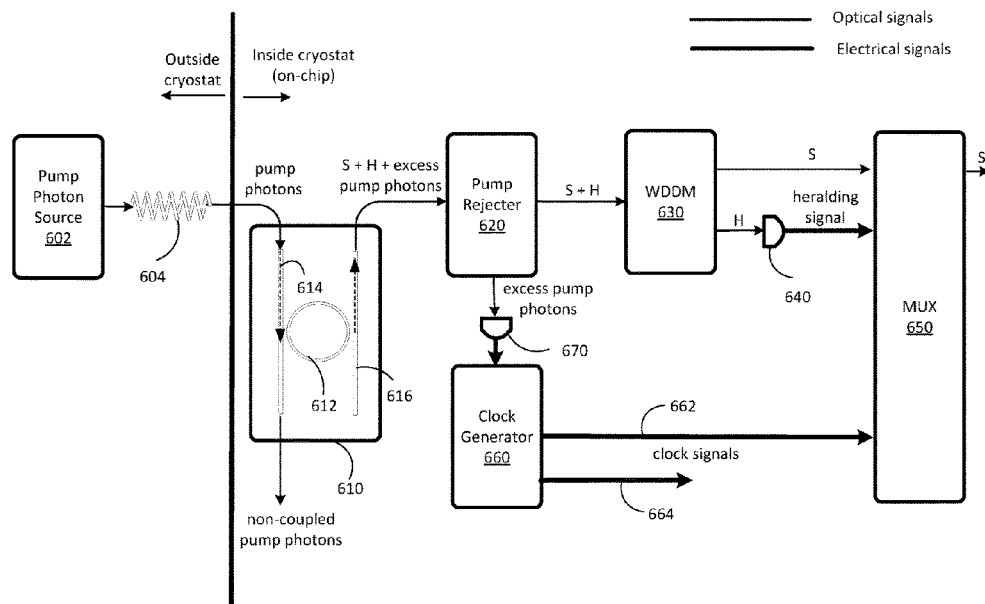 Optical signals
Electrical signals
Outside
cryostat
Inside cryostat
(on-chip)
Pump
Photon
Source
602
604
pump
photons
S + H + excess
pump photons
Pump
Rejecter
620
S + H
WDDM
630
S
H
heralding
signal
640
MUX
650
S
614
612
616
610
non-coupled
pump photons
excess pump
photons
670
Clock
Generator
660
662
clock signals
664